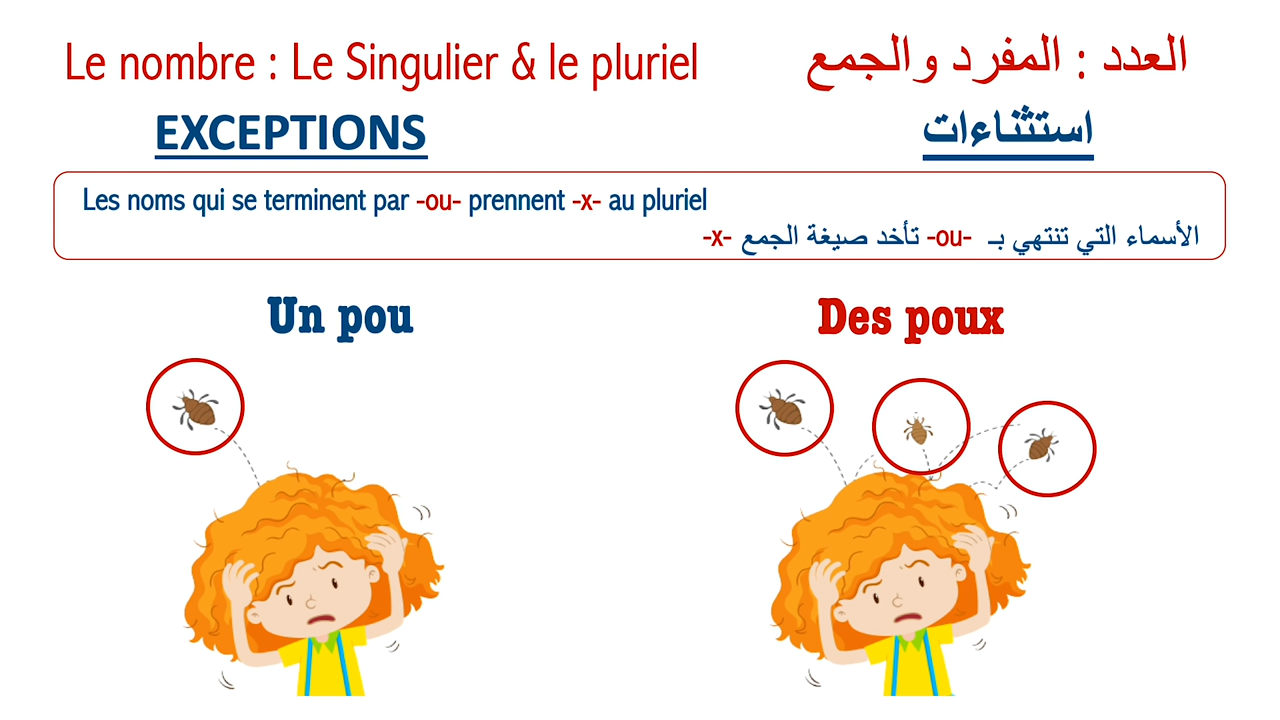 Le nombre : Le Singulier & le pluriel
العدد : المفرد والجمع
EXCEPTIONS
استثناءات
Les noms qui se terminent par -ou- prennent -x- au pluriel
الأسماء التي تنتهي بـ -ou- تأخد صيغة الجمع -x-
Un pou
Des poux